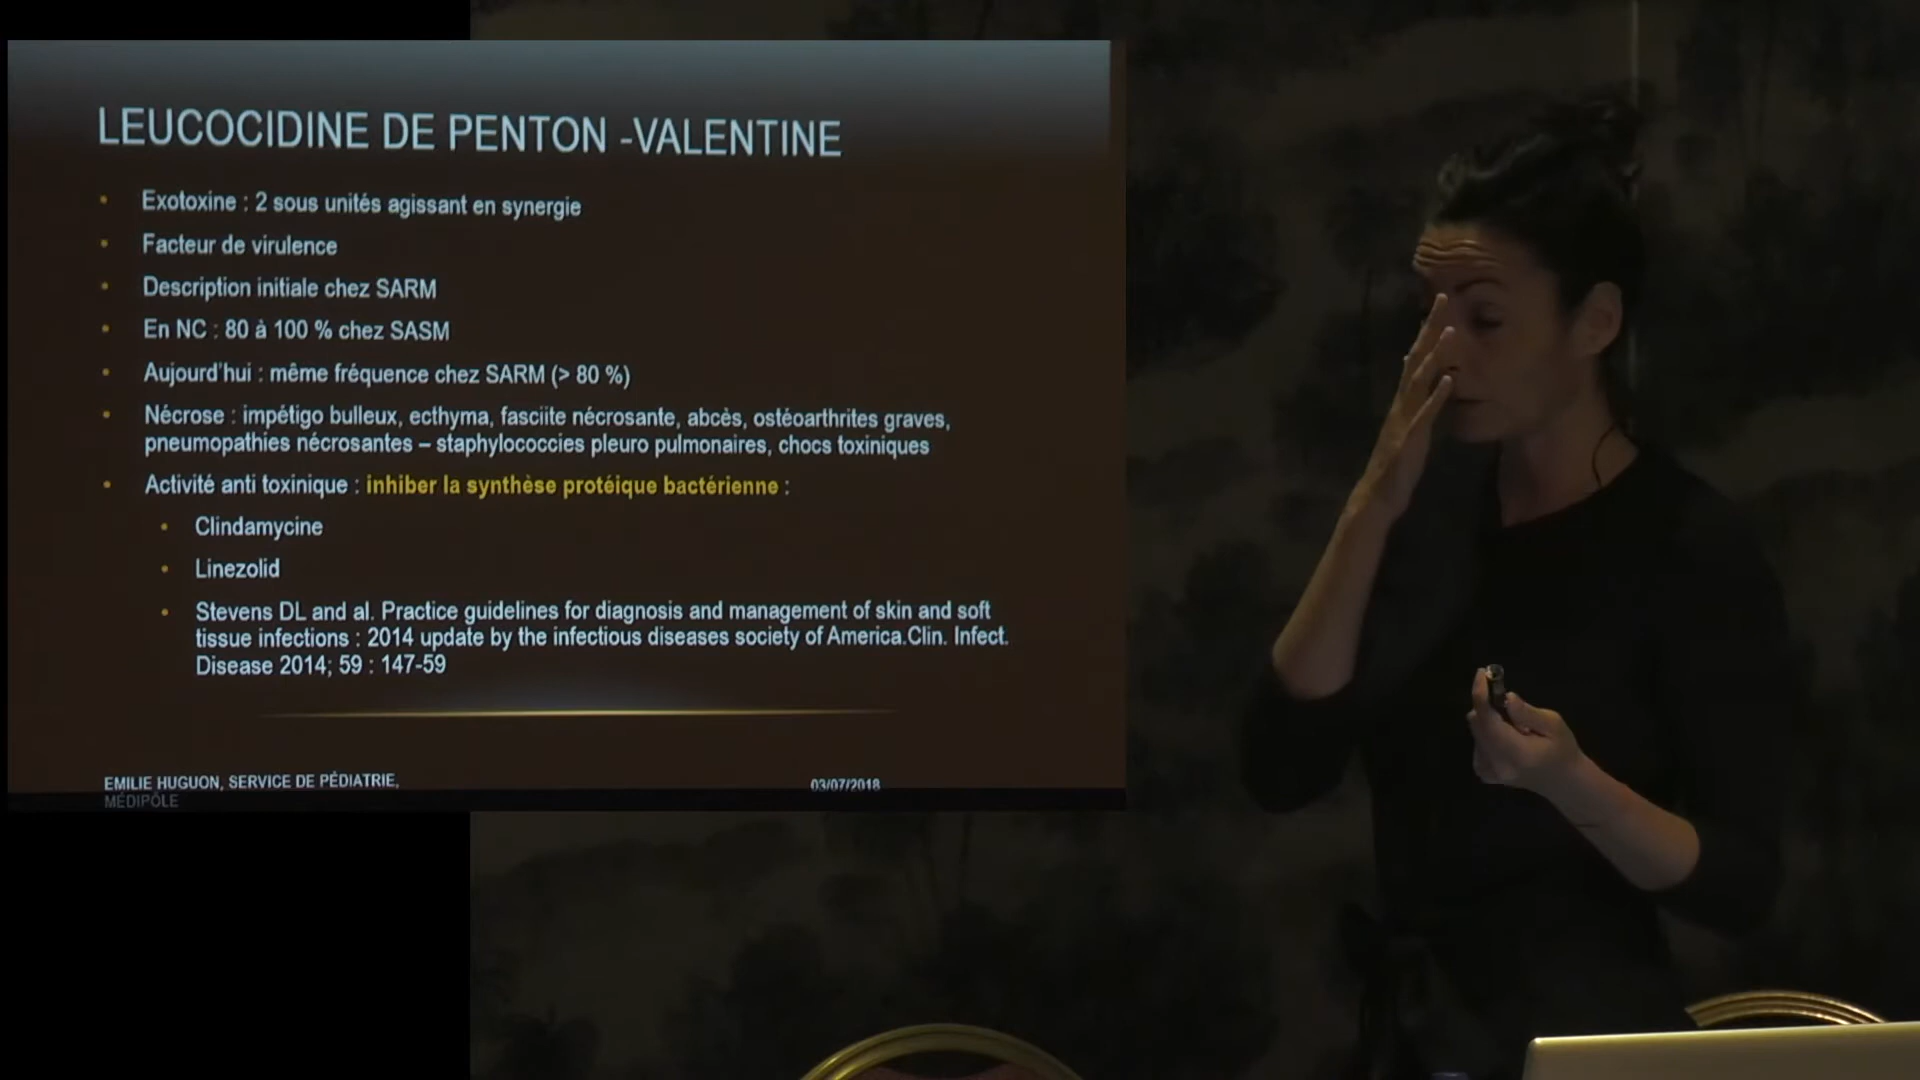 LEUCOCIDINE DE PENTON -VALENTINE
Exotoxine : 2 sous unités agissant en synergie
Facteur de virulence
Description initiale chez SARM
En NC : 80 à 100 % chez SASM
Aujourd'hui : même fréquence chez SARM (> 80 %)
Nécrose : impétigo bulleux, ecthyma, fasciite nécrosante, abcès, ostéoarthrites graves,
pneumopathies nécrosantes – staphylococcies pleuro pulmonaires, chocs toxiniques
Activité anti toxinique : inhiber la synthèse protéique bactérienne :
Clindamycine
Linezolid
Stevens DL and al. Practice guidelines for diagnosis and management of skin and soft
tissue infections : 2014 update by the infectious diseases society of America.Clin. Infect.
Disease 2014; 59 : 147-59
EMILIE HUGUON, SERVICE DE PÉDIATRIE,
MÉDIPÔLE
03/07/2018